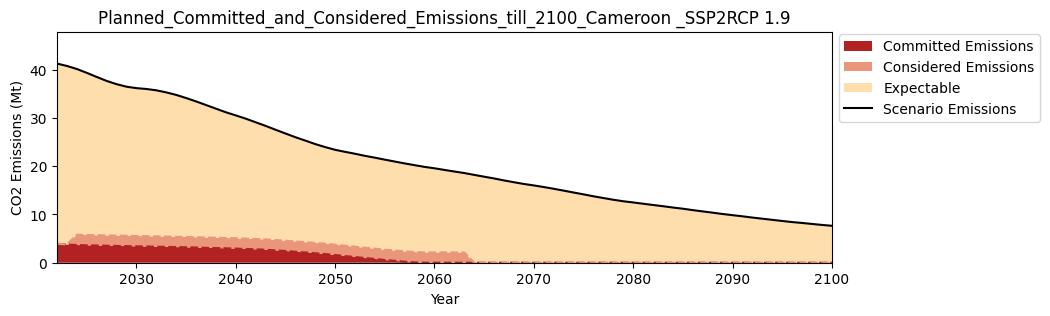 Planned_Committed_and_Considered_Emissions_till_2100_Cameroon _SSP2RCP 1.9
Committed Emissions
Considered Emissions
Expectable
Scenario Emissions
CO2 Emissions (Mt)
40
30
20
10
0
2030 2040 2050 2060 2070 2080 2090 2100
Year